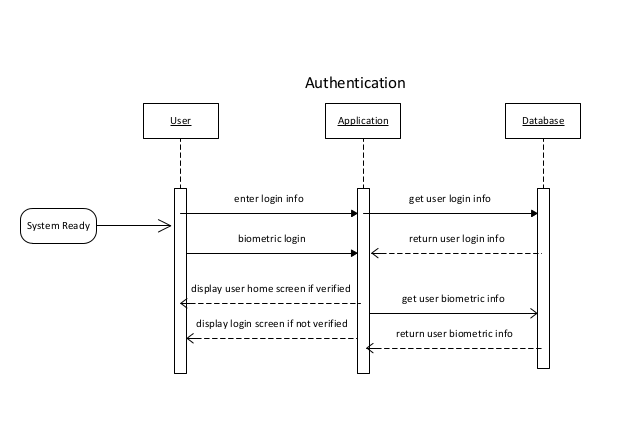 Authentication
User
Application
Database
enter login info
get user login info
System Ready
biometric login
return user login info
display user home screen if verified
get user biometric info
display login screen if not verified
return user biometric info